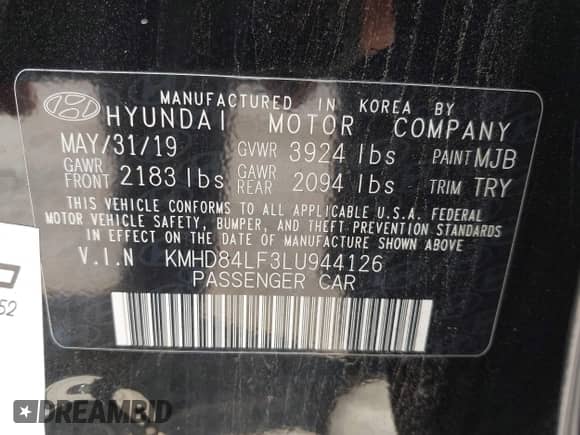 MANUFACTURED IN KOREA BY
HYUNDAI MOTOR COMPANY
MAY/31/19 GVWR 3924 lbs PAINT MJB
GAWR FRONT 2183 lbs GAWR REAR 2094 lbs TRIM TRY
THIS VEHICLE CONFORMS TO ALL APPLICABLE U.S.A. FEDERAL
MOTOR VEHICLE SAFETY, BUMPER, AND THEFT PREVENTION STANDARDS
IN EFFECT ON THE DATE OF MANUFACTURE SHOWN ABOVE
V.I.N KMHD84LF3LU944126
PASSENGER CAR
52
DREAMBID